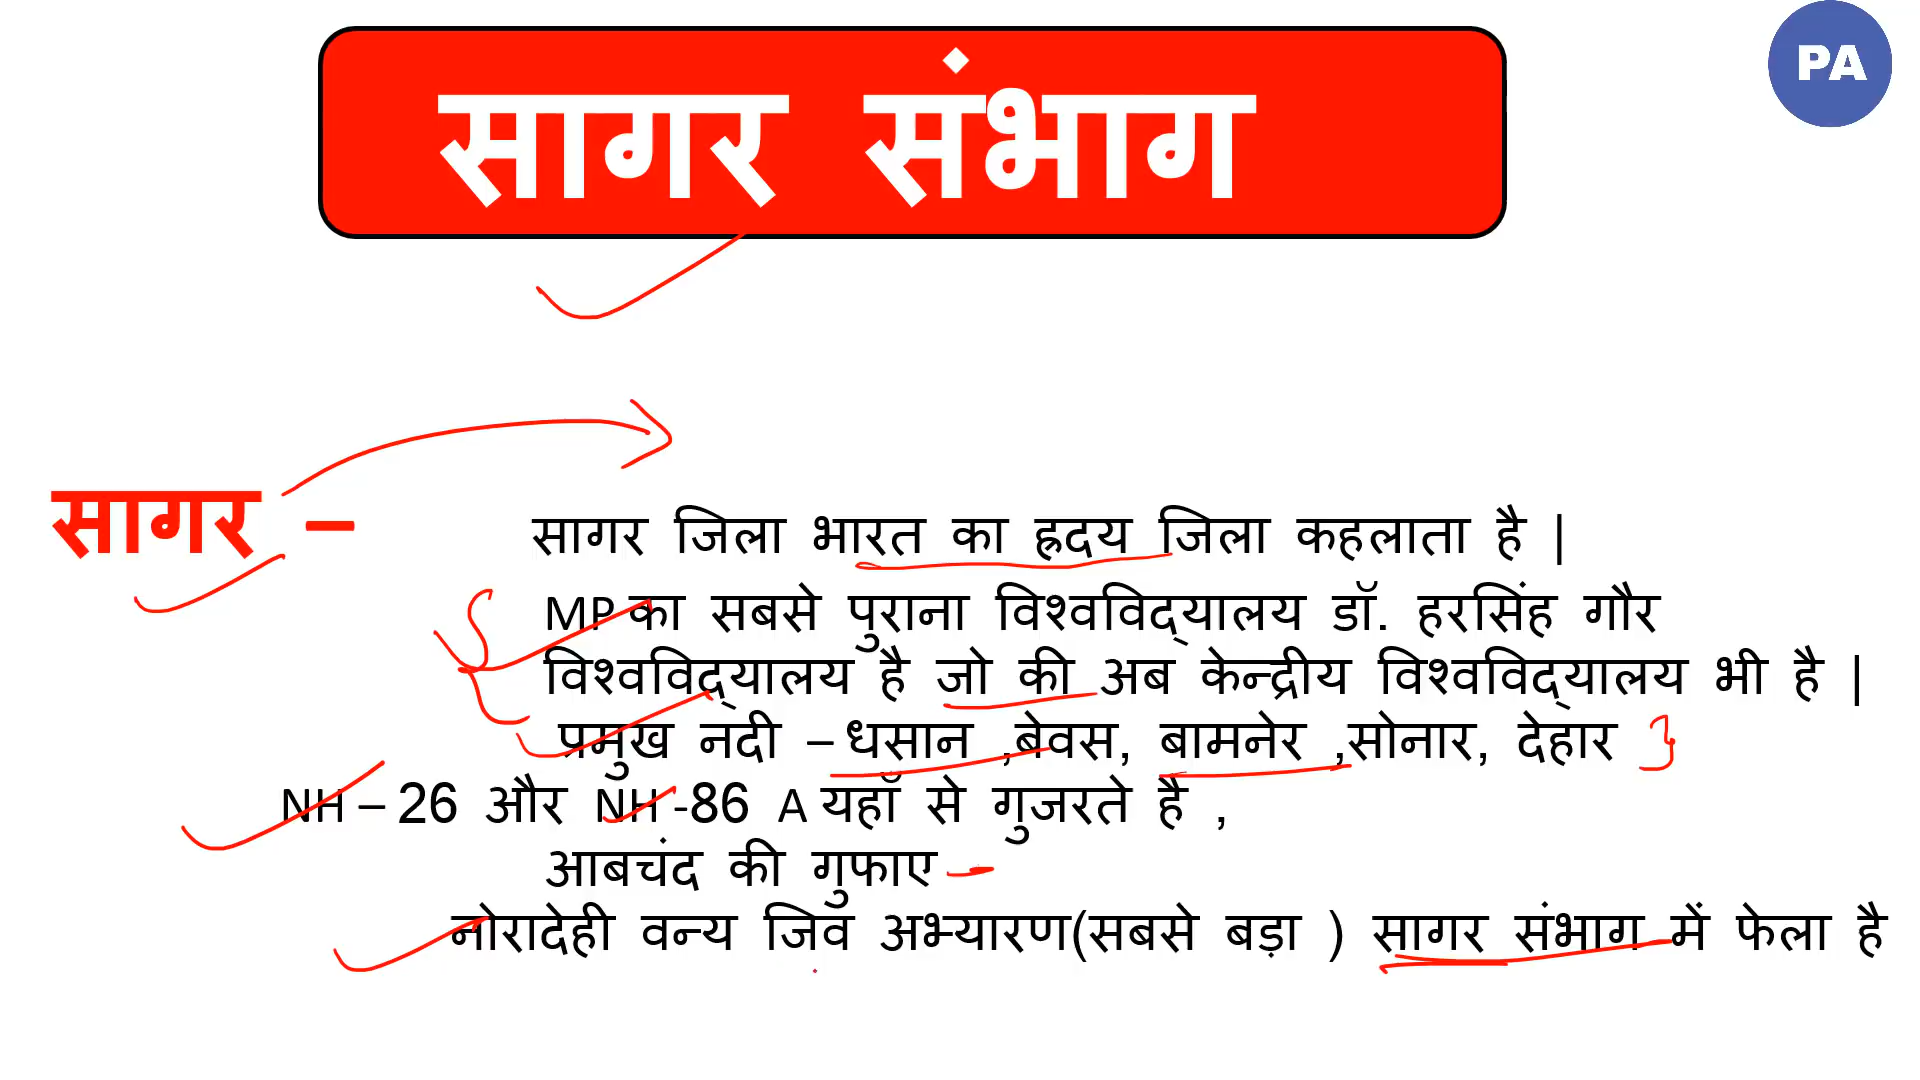 PA
सागर संभाग
सागर – सागर जिला भारत का ह्रदय जिला कहलाता है |
MP का सबसे पुराना विश्वविद्यालय डॉ. हरसिंह गौर
विश्वविद्यालय है जो की अब केन्द्रीय विश्वविद्यालय भी है |
प्रमुख नदी – धसान ,बेवस, बामनेर ,सोनार, देहार
NH – 26 और NH -86 A यहाँ से गुजरते है ,
आबचंद की गुफाए
नोरादेही वन्य जिव अभ्यारण(सबसे बड़ा ) सागर संभाग में फेला है